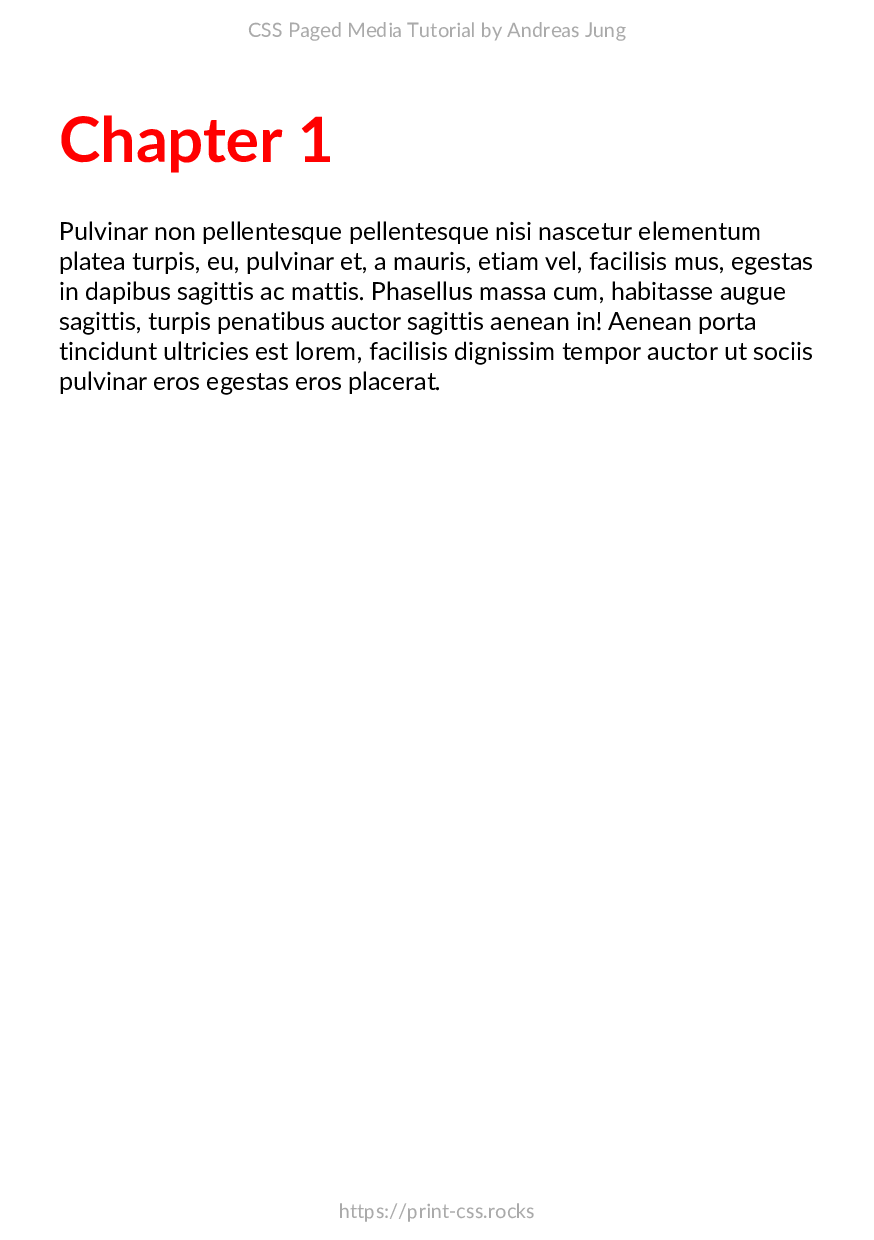 CSS Paged Media Tutorial by Andreas Jung
Chapter 1
Pulvinar non pellentesque pellentesque nisi nascetur elementum
platea turpis, eu, pulvinar et, a mauris, etiam vel, facilisis mus, egestas
in dapibus sagittis ac mattis. Phasellus massa cum, habitasse augue
sagittis, turpis penatibus auctor sagittis aenean in! Aenean porta
tincidunt ultricies est lorem, facilisis dignissim tempor auctor ut sociis
pulvinar eros egestas eros placerat.
https://print-css.rocks